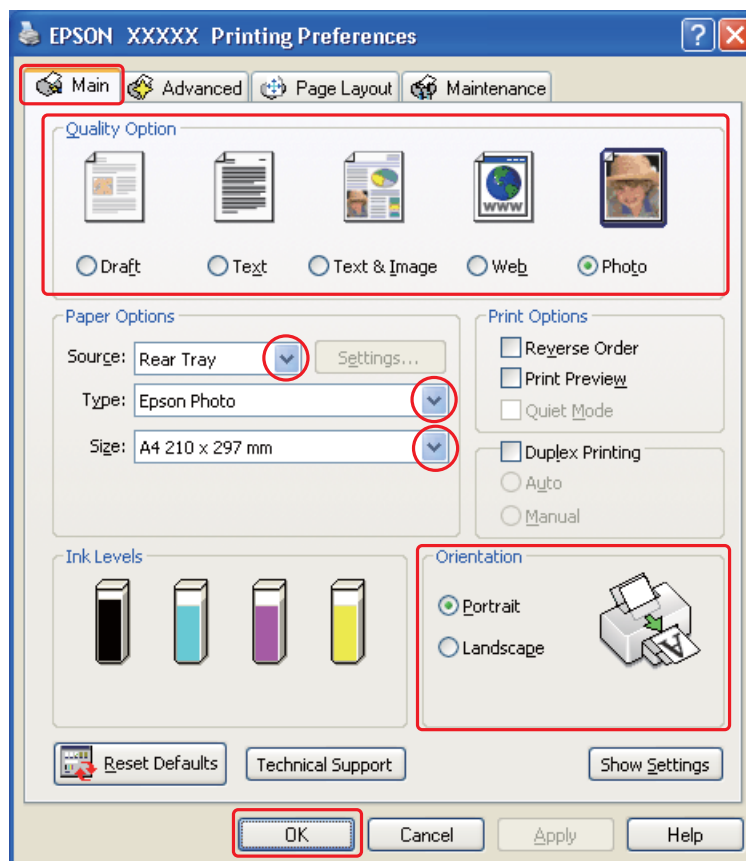 EPSON XXXXX Printing Preferences
Main
Advanced
Page Layout
Maintenance
Quality Option
WWW
Draft
Text
Text & Image
Web
Photo
Paper Options
Source: Rear Tray
Settings...
Type: Epson Photo
Size: A4 210 x 297 mm
Print Options
Reverse Order
Print Preview
Quiet Mode
Duplex Printing
Auto
Manual
Ink Levels
Orientation
Portrait
Landscape
A
Reset Defaults
Technical Support
Show Settings
OK
Cancel
Apply
Help